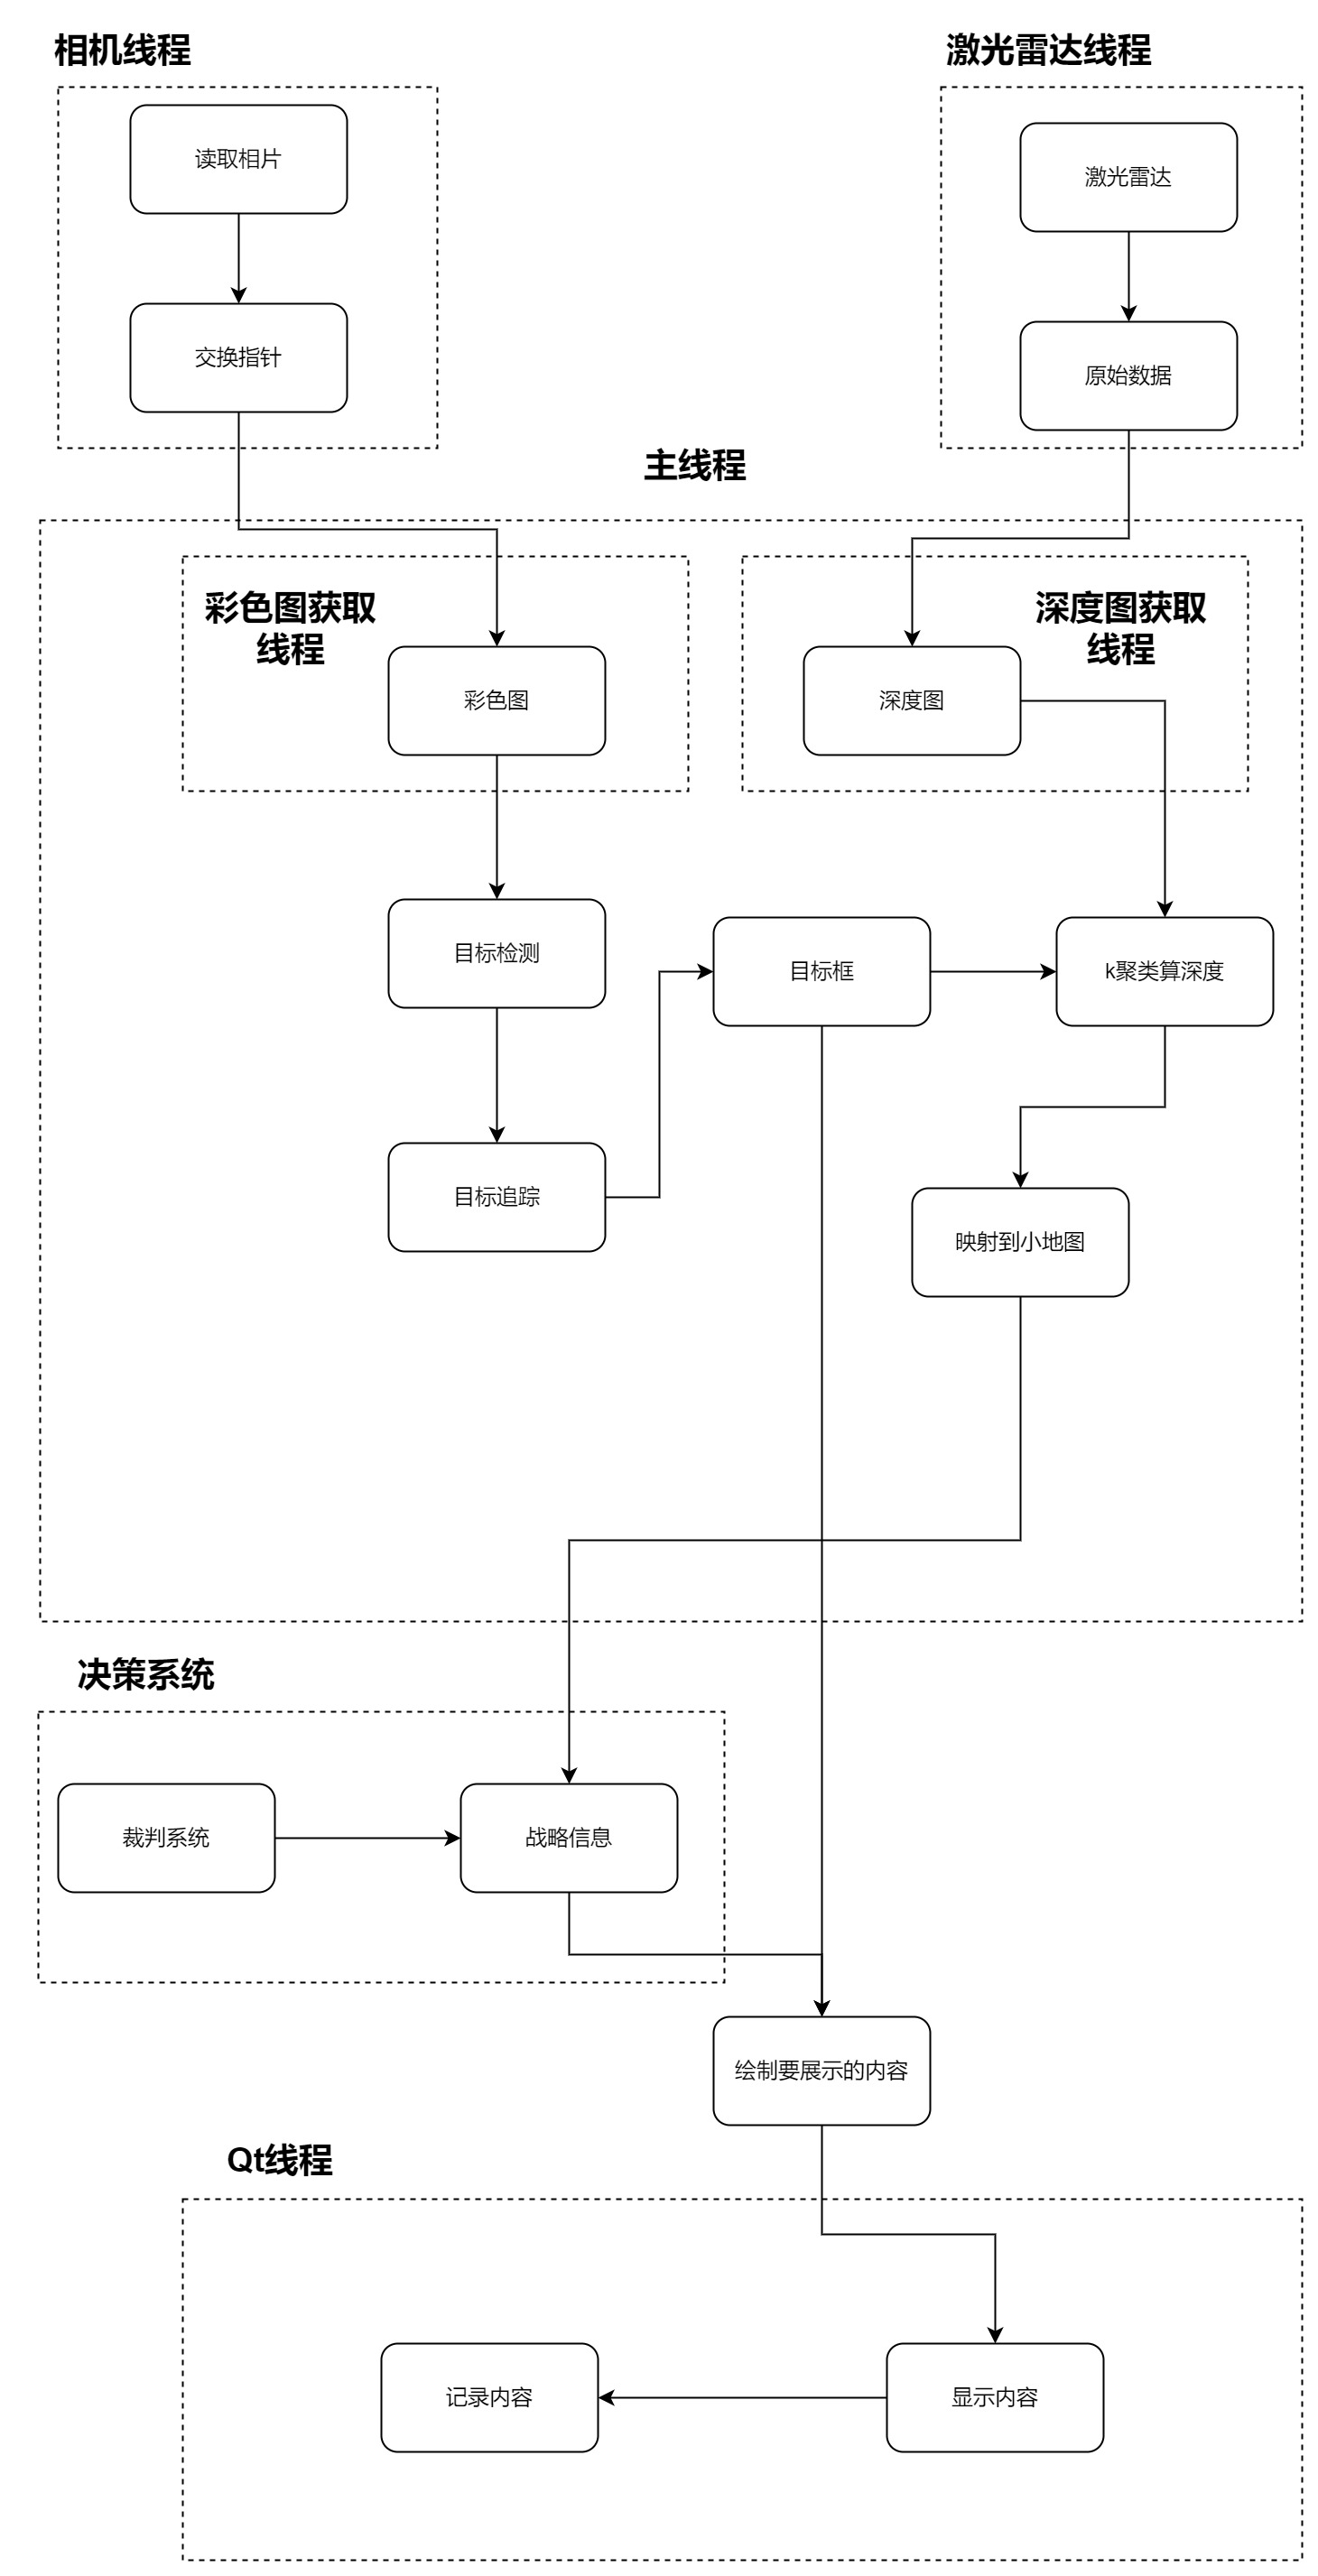 相机线程
激光雷达线程
读取相片
激光雷达
交换指针
原始数据
主线程
彩色图获取
线程
深度图获取
线程
彩色图
深度图
目标检测
目标框
k聚类算深度
目标追踪
映射到小地图
决策系统
裁判系统
战略信息
绘制要展示的内容
Qt线程
记录内容
显示内容